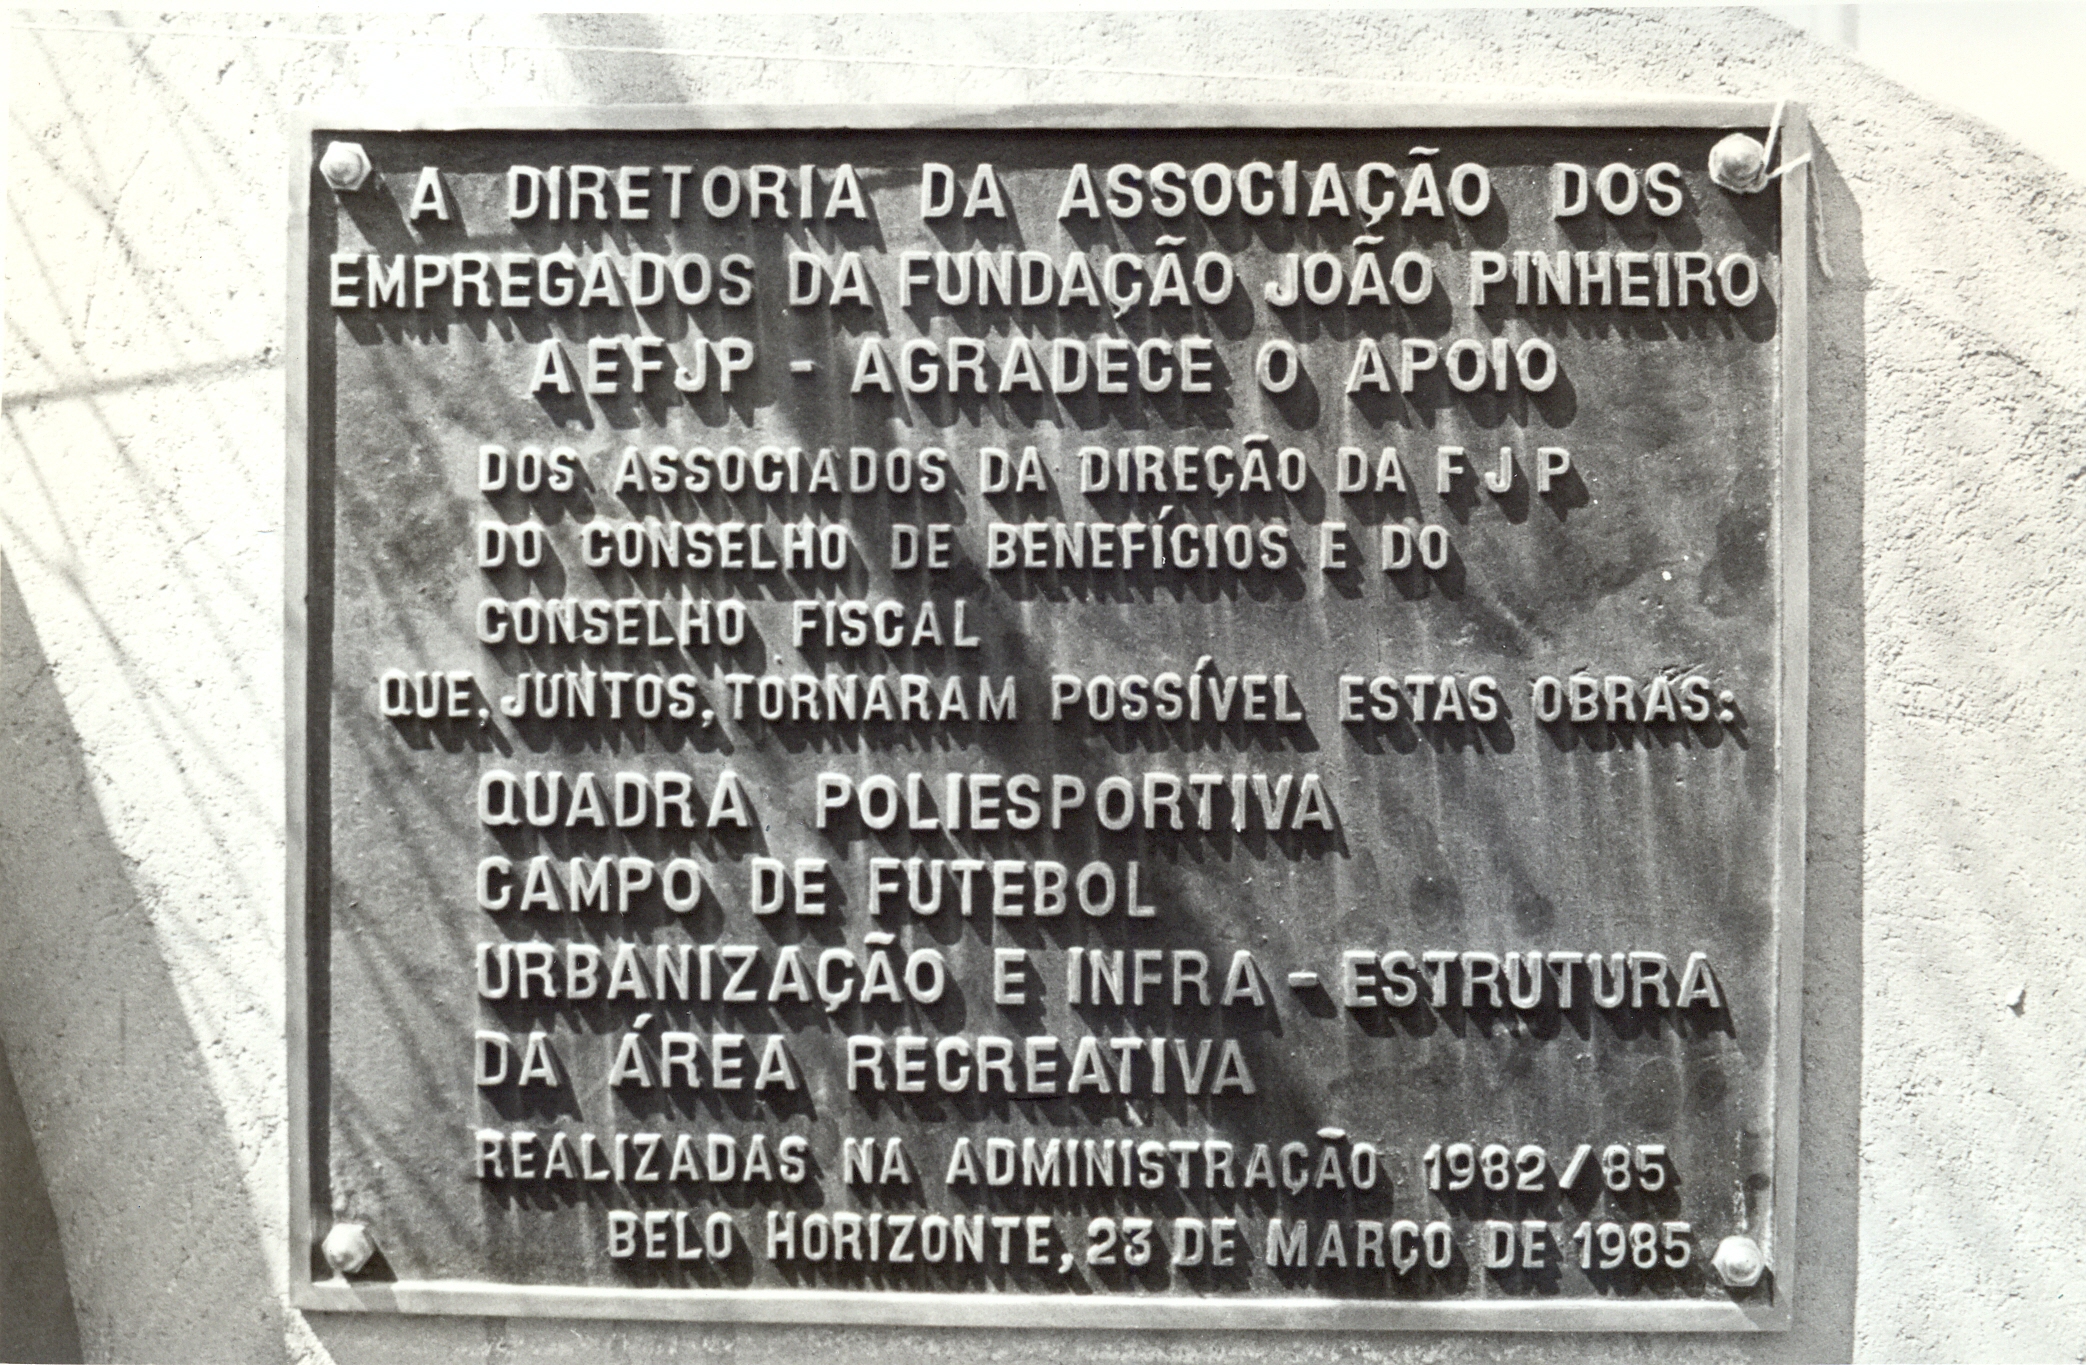 A DIRETORIA DA ASSOCIAÇÃO DOS
EMPREGADOS DA FUNDAÇÃO JOÃO PINHEIRO
AEFJP - AGRADECE O APOIO
DOS ASSOCIADOS DA DIREÇÃO DA F J P
DO CONSELHO DE BENEFÍCIOS E DO
CONSELHO FISCAL
QUE, JUNTOS, TORNARAM POSSÍVEL ESTAS OBRAS:
QUADRA POLIESPORTIVA
CAMPO DE FUTEBOL
URBANIZAÇÃO E INFRA - ESTRUTURA
DA ÁREA RECREATIVA
REALIZADAS NA ADMINISTRAÇÃO 1982/85
BELO HORIZONTE, 23 DE MARÇO DE 1985